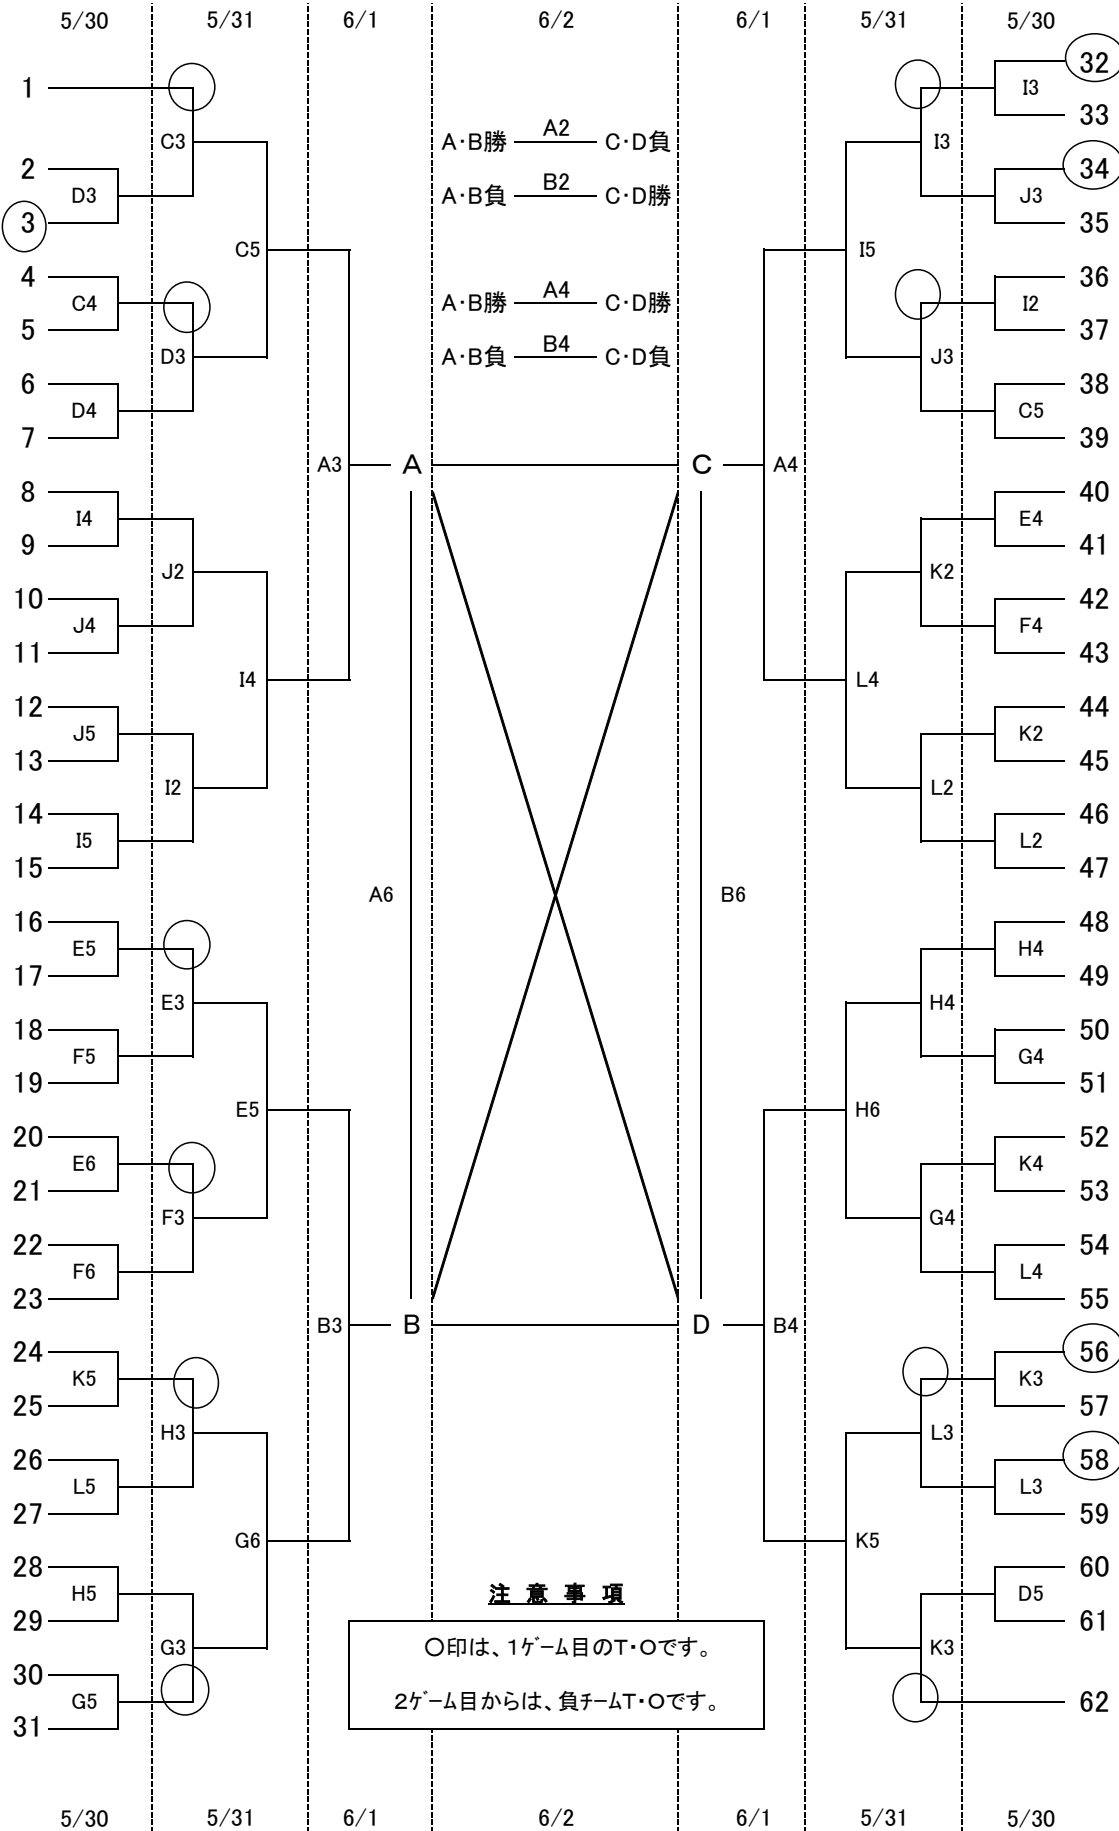 5/30 5/31 6/1 6/2 6/1 5/31 5/30
32
1 I3
33
C3 A・B勝 A2 C・D負 I3
2 34
D3 A・B負 B2 C・D勝 J3
3 35
C5 I5
4 36
C4 A・B勝 A4 C・D勝 I2
5 37
D3 A・B負 B4 C・D負 J3
6 38
D4 C5
7 39
A3 A C A4
8 40
I4 E4
9 41
J2 K2
10 42
J4 F4
11 43
I4 L4
12 44
J5 K2
13 45
I2 L2
14 46
I5 L2
15 47
A6 B6
16 48
E5 H4
17 49
E3 H4
18 50
F5 G4
19 51
E5 H6
20 52
E6 K4
21 53
F3 G4
22 54
F6 L4
23 55
B3 B D B4
24 56
K5 K3
25 57
H3 L3
26 58
L5 L3
27 59
G6 K5
28 60
H5 注意事項 D5
29 61
G3 〇印は、1ｹﾞｰﾑ目のT・Oです。 K3
30
G5 2ｹﾞｰﾑ目からは、負ﾁｰﾑT・Oです。 62
31
5/30 5/31 6/1 6/2 6/1 5/31 5/30